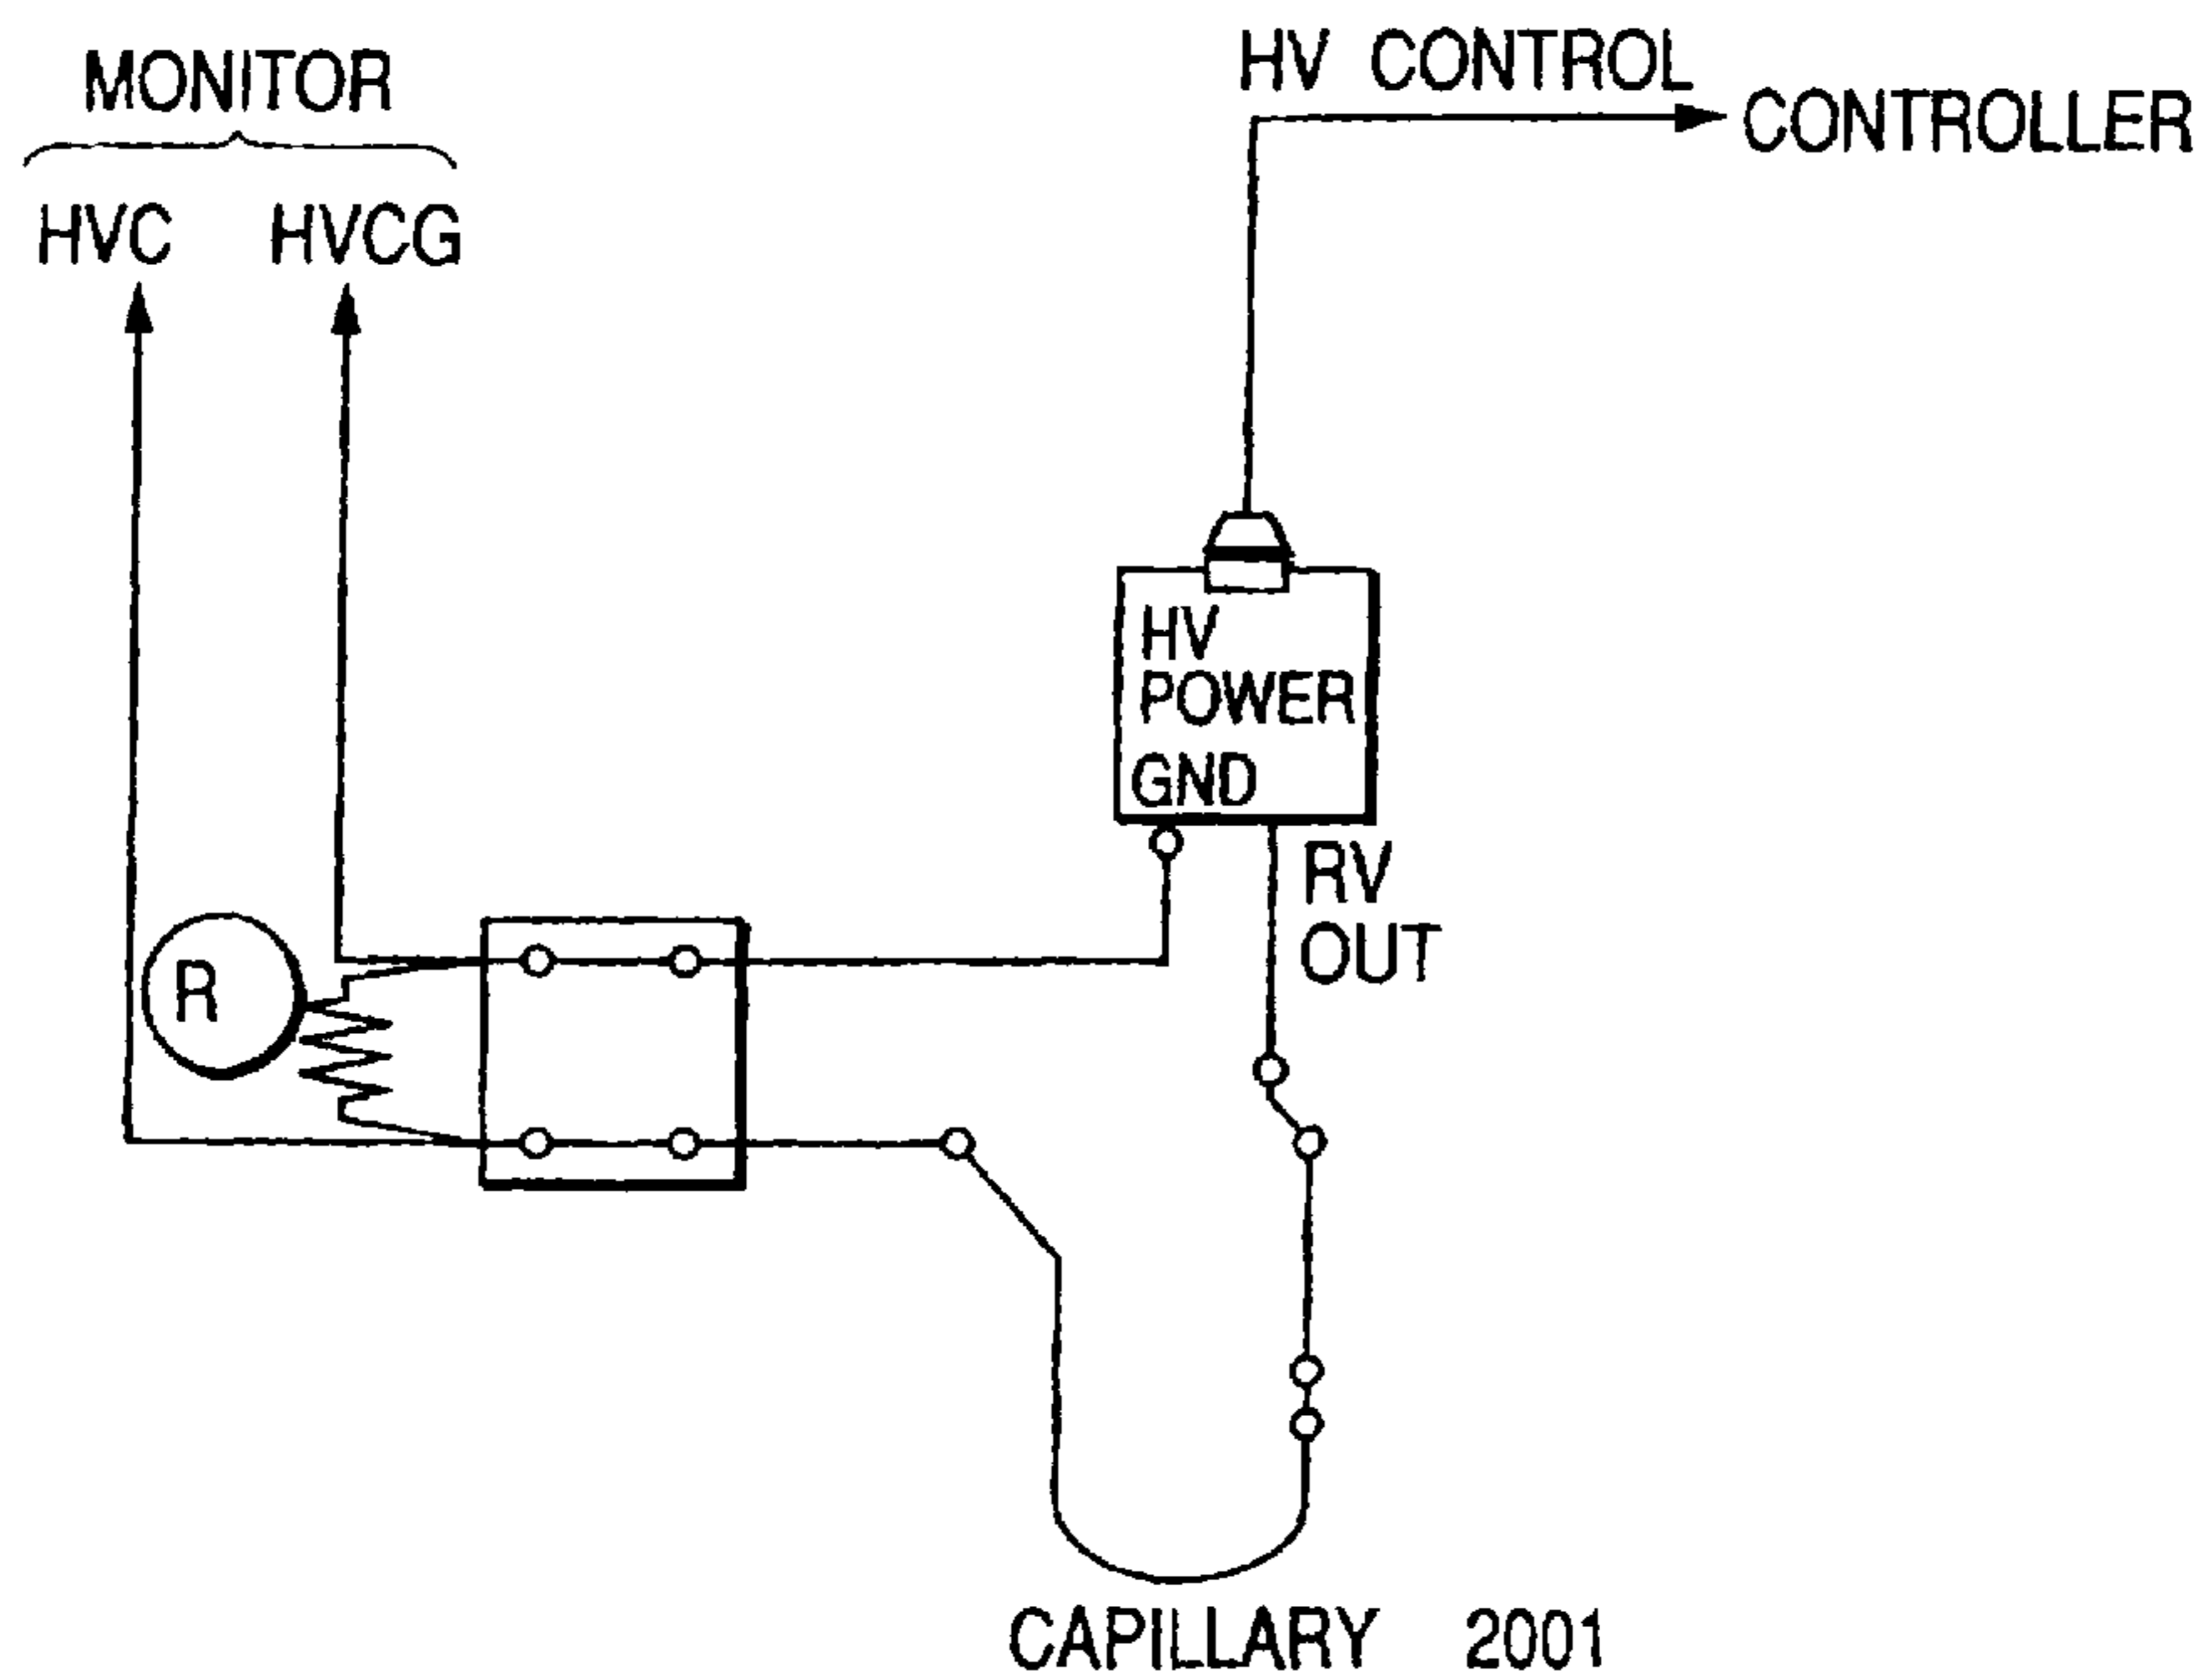 MONITOR
HVC HVCG
HV CONTROL
CONTROLLER
HV
POWER
GND
RV
OUT
R
CAPILLARY 2001